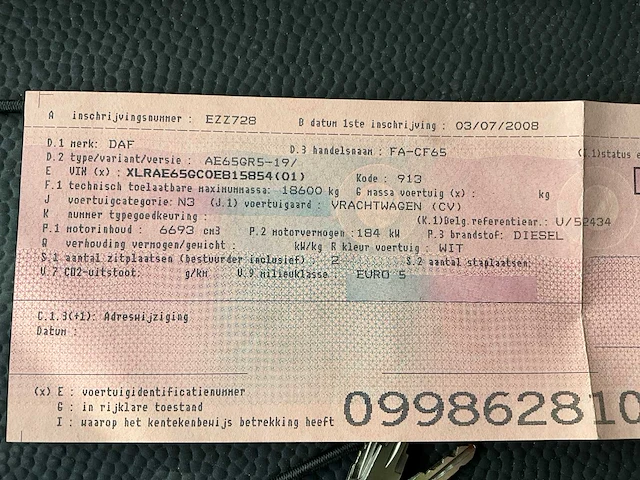 A inschrijvingsnummer : EZZ728 B datum 1ste inschrijving : 03/07/2008
D.1 merk: DAF D.3 handelsnaam : FA-CF65 (I.1)status
D.2 type/variant/versie : AE65GR5-19/
E VIN (x) : XLRAE65GC0E815854(01) Kode : 913
F.1 technisch toelaatbare maximummassa: 18600 kg G massa voertuig (x) : kg
J voertuigcategorie: N3 (J.1) voertuigaard: VRACHTWAGEN (CV)
K nummer typegoedkeuring : (K.1)Belg.referentienr.: U/52434
P.1 motorinhoud : 6693 cm3 P.2 motorvermogen :184 kW P.3 brandstof: DIESEL
Q verhouding vermogen/gewicht : kW/kg R kleur voertuig : WIT
S.1 aantal zitplaatsen (bestuurder inclusief) : 2 S.2 aantal staplaatsen:
V.7 CO2-uitstoot: g/km V.9 milieuklasse: EURO 5
C.1.3(+1): Adreswijziging
Datum :
(x) E : voertuigidentificatienummer
G : in rijklare toestand
I : waarop het kentekenbewijs betrekking heeft
099862810